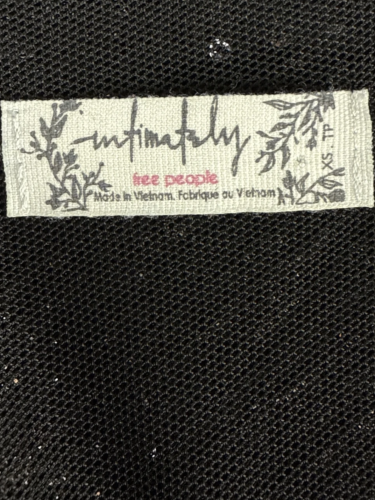 intimately
free people
Made in Vietnam. Fabrique au Vietnam
XS TP